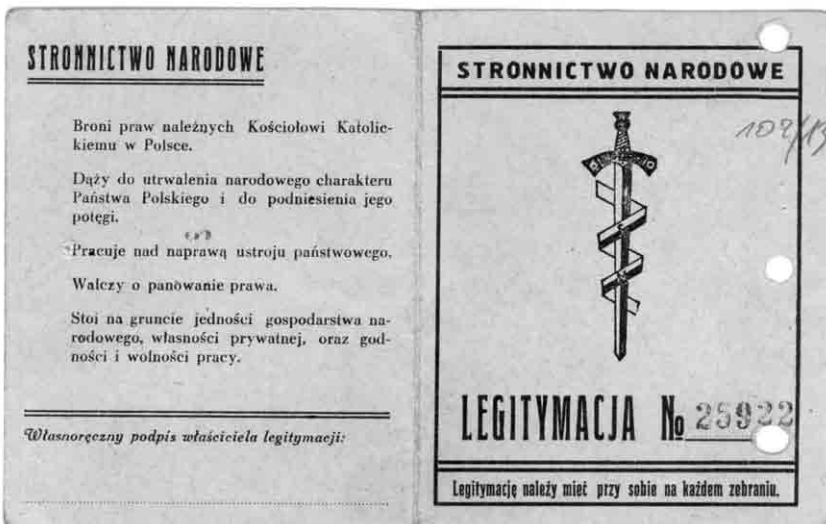 STRONNICTWO NARODOWE
Broni praw należnych Kościołowi Katolic-
kiemu w Polsce.
Dąży do utrwalenia narodowego charakteru
Państwa Polskiego i do podniesienia jego
potęgi.
Pracuje nad naprawą ustroju państwowego.
Walczy o panowanie prawa.
Stoi na gruncie jedności gospodarstwa na-
rodowego, własności prywatnej, oraz god-
ności i wolności pracy.
Własnoręczny podpis właściciela legitymacji:
STRONNICTWO NARODOWE
LEGITYMACJA № 25922
Legitymację należy mieć przy sobie na każdem zebraniu.